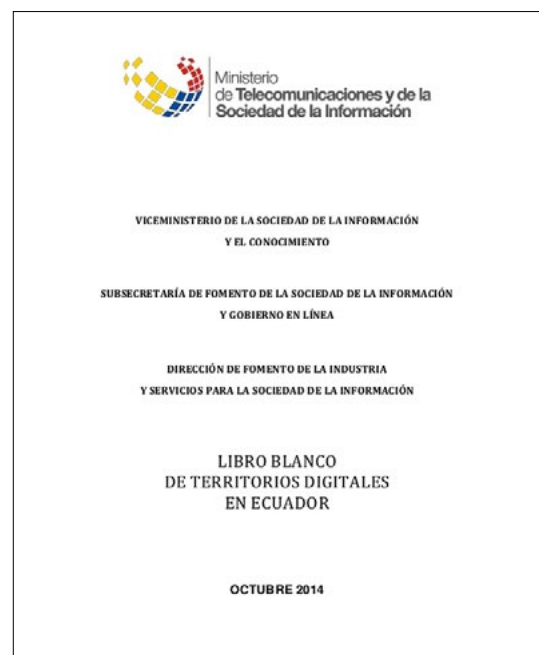 Ministerio
de Telecomunicaciones y de la
Sociedad de la Información
VICEMINISTERIO DE LA SOCIEDAD DE LA INFORMACIÓN
Y EL CONOCIMIENTO
SUBSECRETARÍA DE FOMENTO DE LA SOCIEDAD DE LA INFORMACIÓN
Y GOBIERNO EN LÍNEA
DIRECCIÓN DE FOMENTO DE LA INDUSTRIA
Y SERVICIOS PARA LA SOCIEDAD DE LA INFORMACIÓN
LIBRO BLANCO
DE TERRITORIOS DIGITALES
EN ECUADOR
OCTUBRE 2014